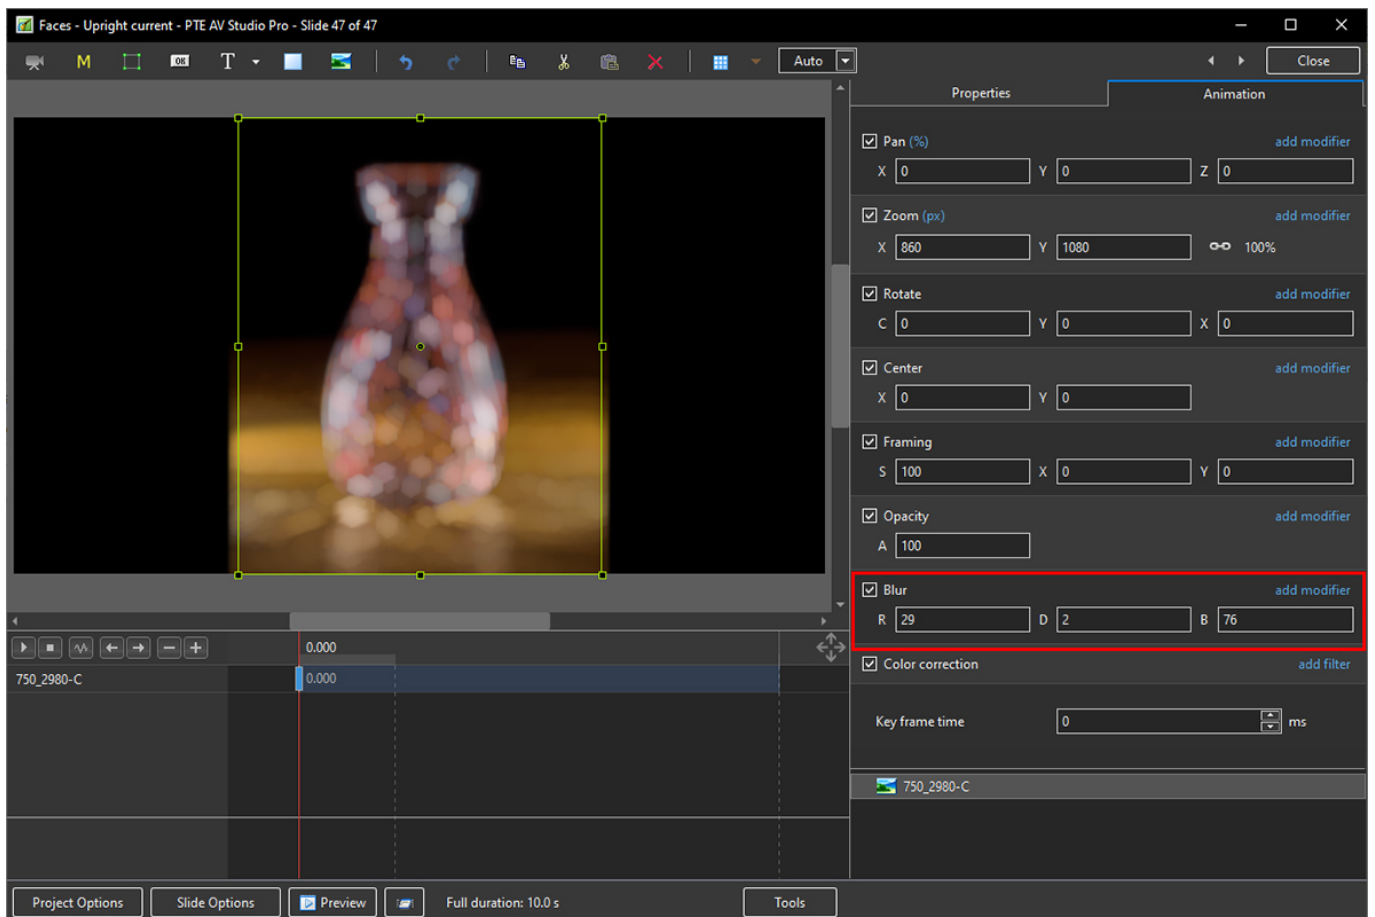 Faces - Upright current - PTE AV Studio Pro - Slide 47 of 47
M OK T Auto Close
Properties Animation
Pan (%) add modifier
X 0 Y 0 Z 0
Zoom (px) add modifier
X 860 Y 1080 100%
Rotate add modifier
C 0 Y 0 X 0
Center add modifier
X 0 Y 0
Framing add modifier
S 100 X 0 Y 0
Opacity add modifier
A 100
Blur add modifier
R 29 D 2 B 76
0.000
Color correction add filter
750_2980-C 0.000
Key frame time 0 ms
750_2980-C
Project Options Slide Options Preview Full duration: 10.0 s Tools